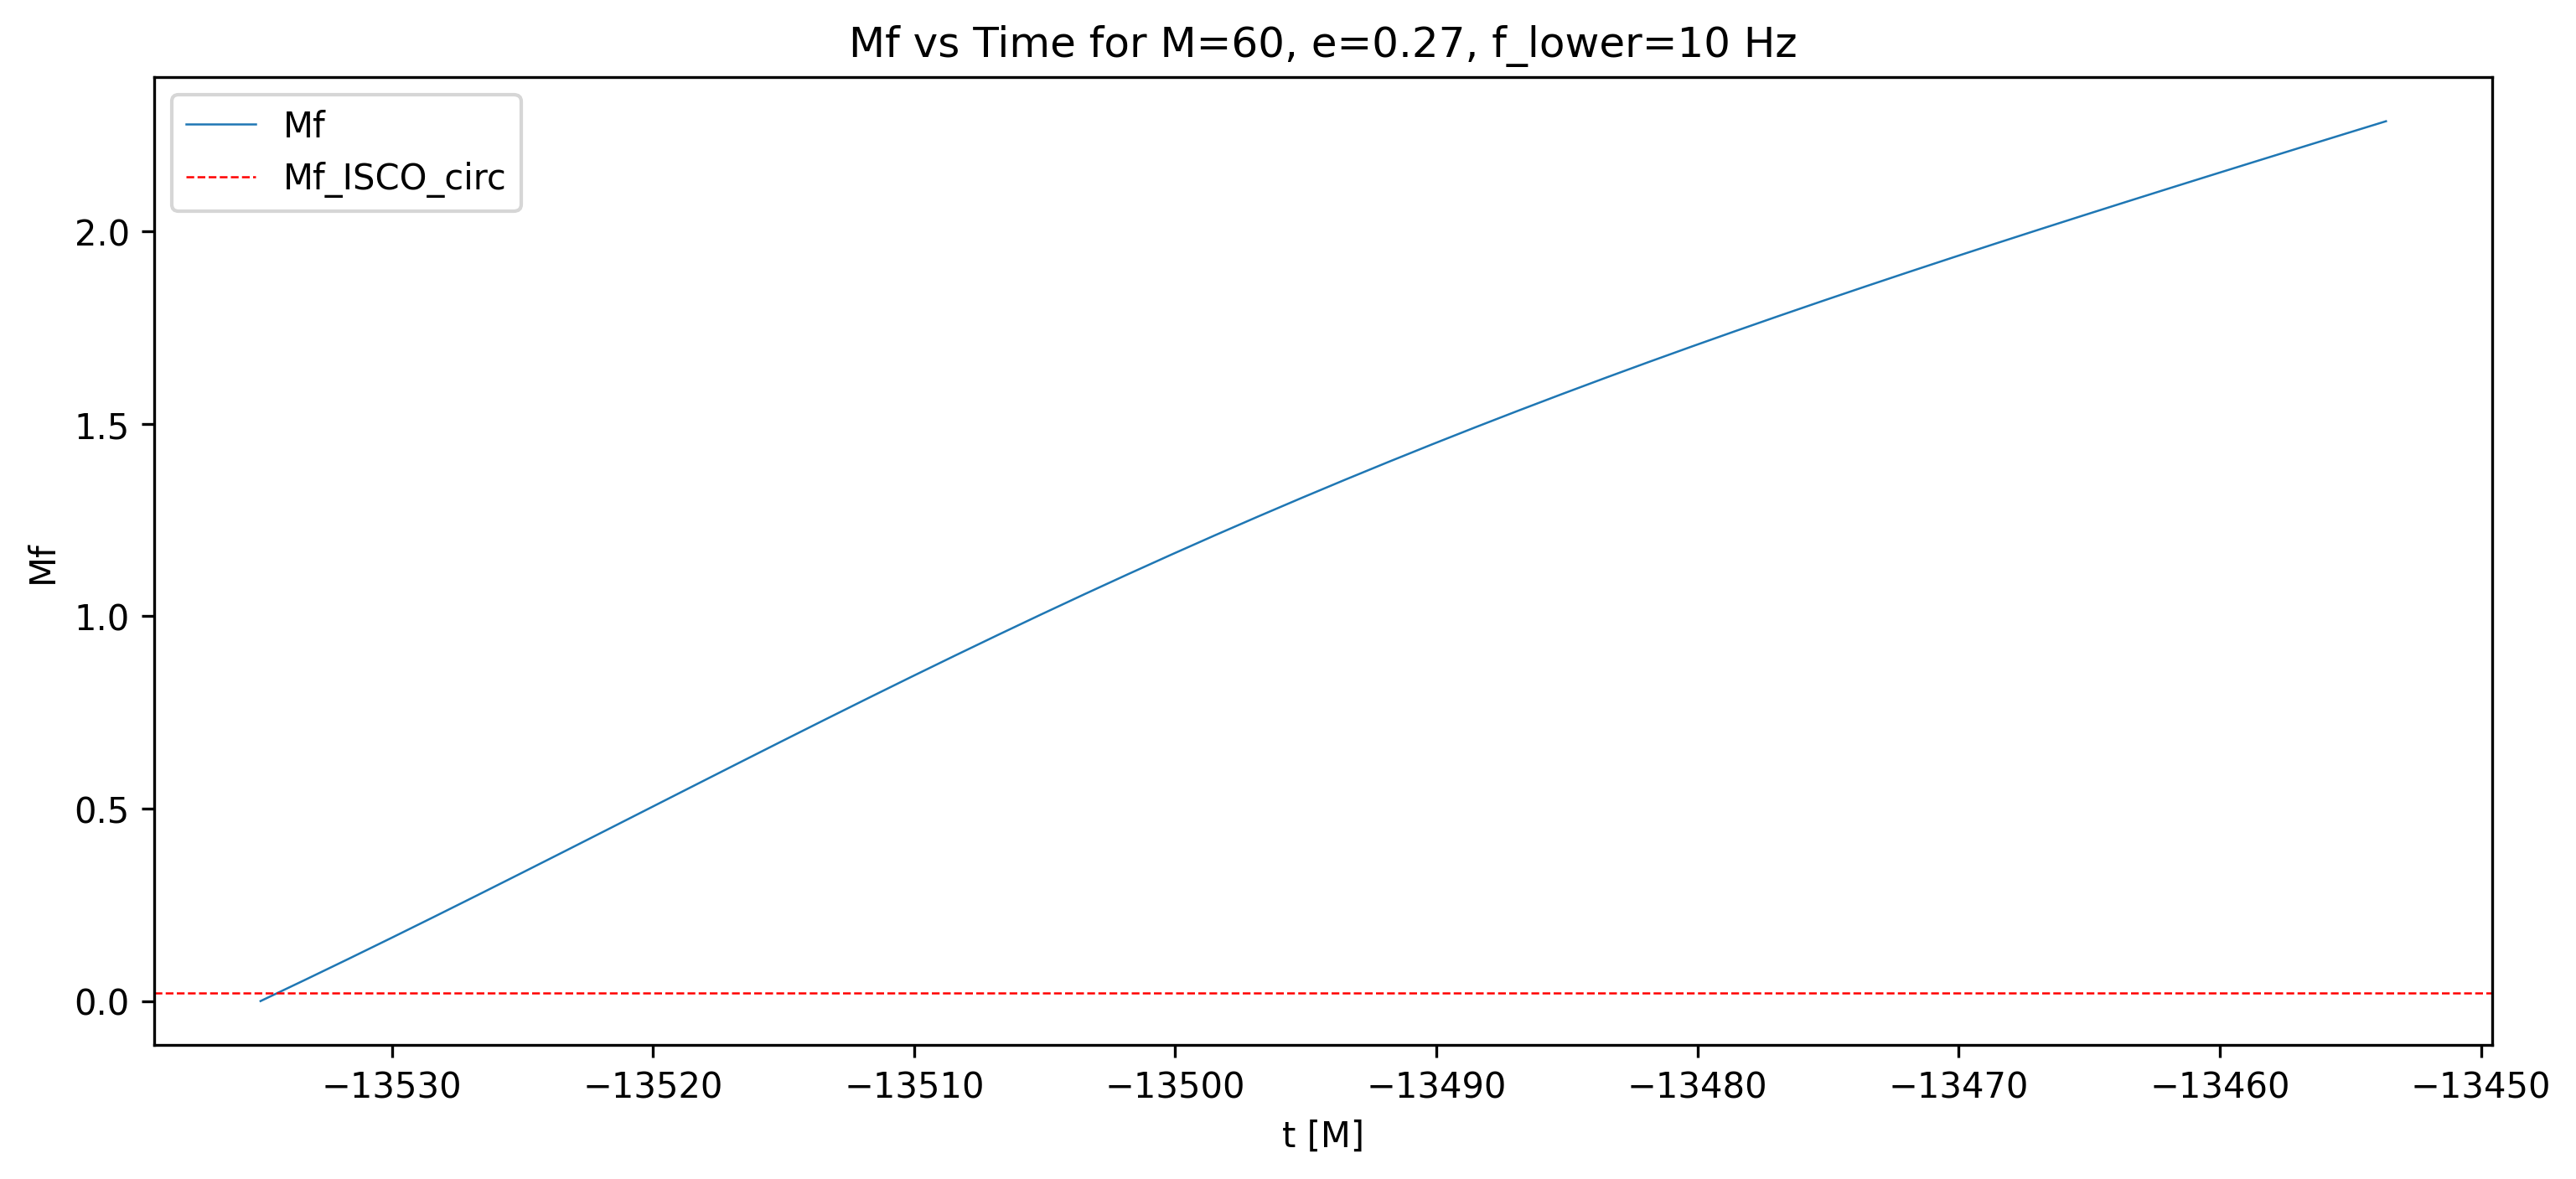 Mf vs Time for M=60, e=0.27, f_lower=10 Hz
Mf
Mf_ISCO_circ
2.0
1.5
1.0
0.5
0.0
Mf
−13530 −13520 −13510 −13500 −13490 −13480 −13470 −13460 −13450
t [M]